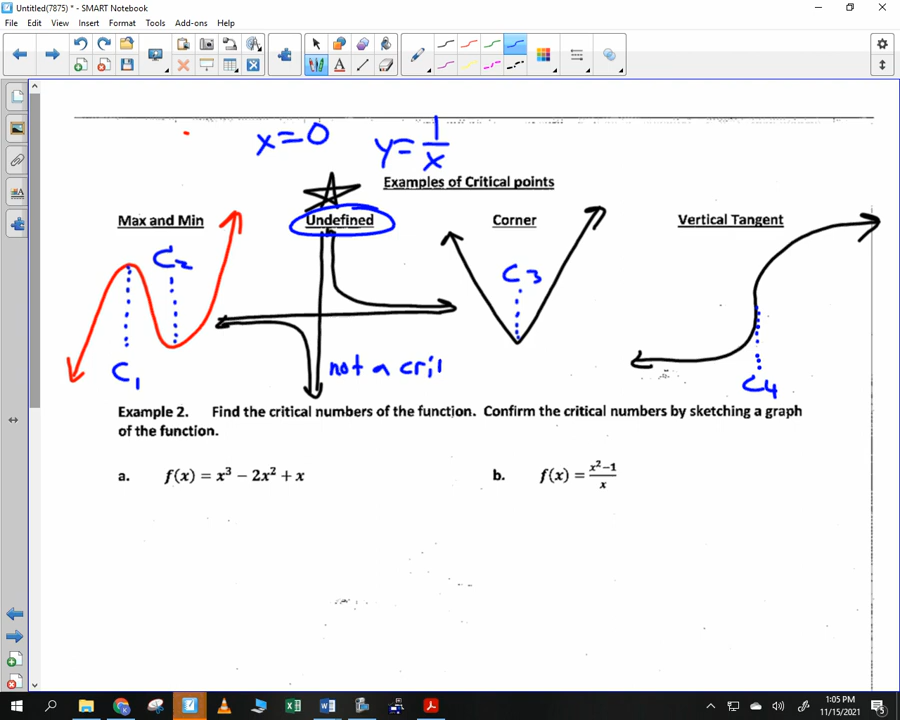 Untitled(7875) * - SMART Notebook
File Edit View Insert Format Tools Add-ons Help
x=0 y=1/x
Examples of Critical points
Max and Min Undefined Corner Vertical Tangent
C2 C3
C1 not a cri C4
Example 2. Find the critical numbers of the function. Confirm the critical numbers by sketching a graph
of the function.
a. f(x) = x³ − 2x² + x b. f(x) = x²−1/x
1:05 PM
11/15/2021
5